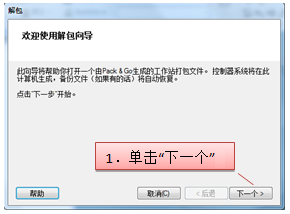 解包
欢迎使用解包向导
此向导将帮助你打开一个由Pack & Go生成的工作站打包文件。 控制器系统将在此
计算机生成，备份文件（如果有的话）将自动恢复。
点击“下一步”开始。
1．单击“下一个”
帮助
取消(C)
< 后退
下一个 >